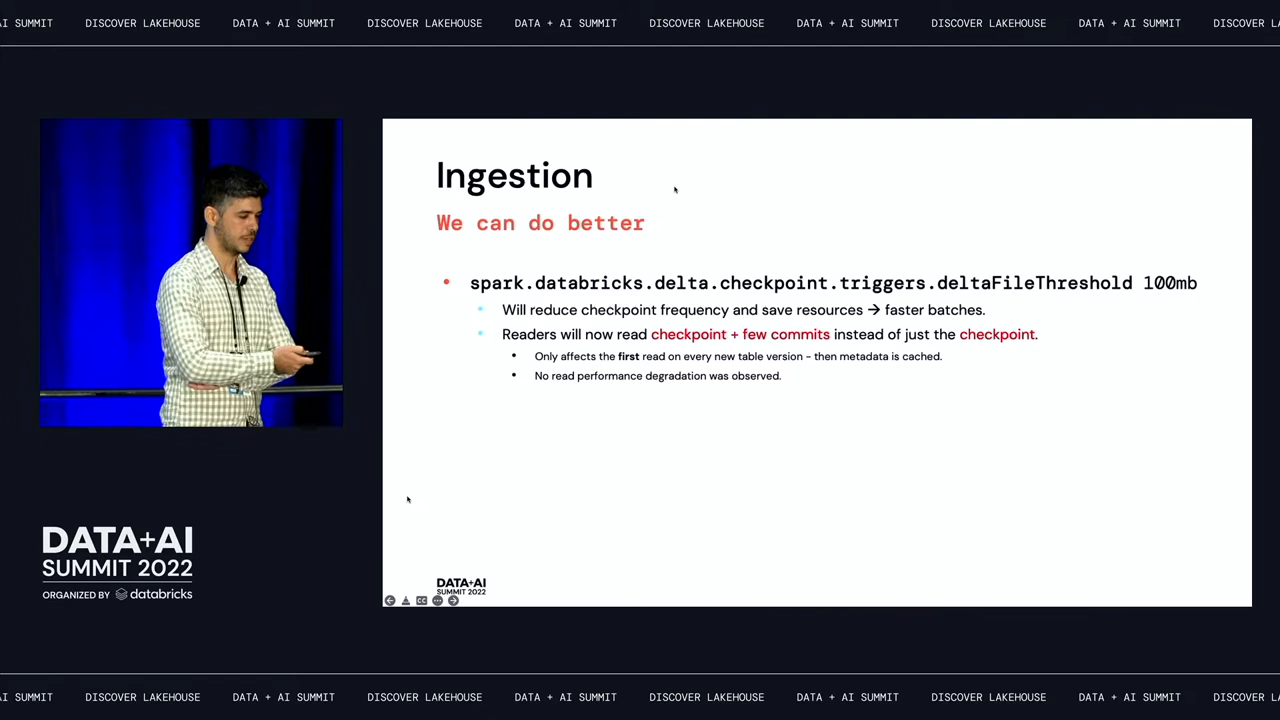 AI SUMMIT DISCOVER LAKEHOUSE DATA + AI SUMMIT DISCOVER LAKEHOUSE DATA + AI SUMMIT DISCOVER LAKEHOUSE DATA + AI SUMMIT DISCOVER LAKEHOUSE DATA + AI SUMMIT DISCOVER L
Ingestion
We can do better
• spark.databricks.delta.checkpoint.triggers.deltaFileThreshold 100mb
• Will reduce checkpoint frequency and save resources → faster batches.
• Readers will now read checkpoint + few commits instead of just the checkpoint.
• Only affects the first read on every new table version - then metadata is cached.
• No read performance degradation was observed.
DATA+AI
SUMMIT 2022
CC
DATA+AI
SUMMIT 2022
ORGANIZED BY databricks
AI SUMMIT DISCOVER LAKEHOUSE DATA + AI SUMMIT DISCOVER LAKEHOUSE DATA + AI SUMMIT DISCOVER LAKEHOUSE DATA + AI SUMMIT DISCOVER LAKEHOUSE DATA + AI SUMMIT DISCOVER LA